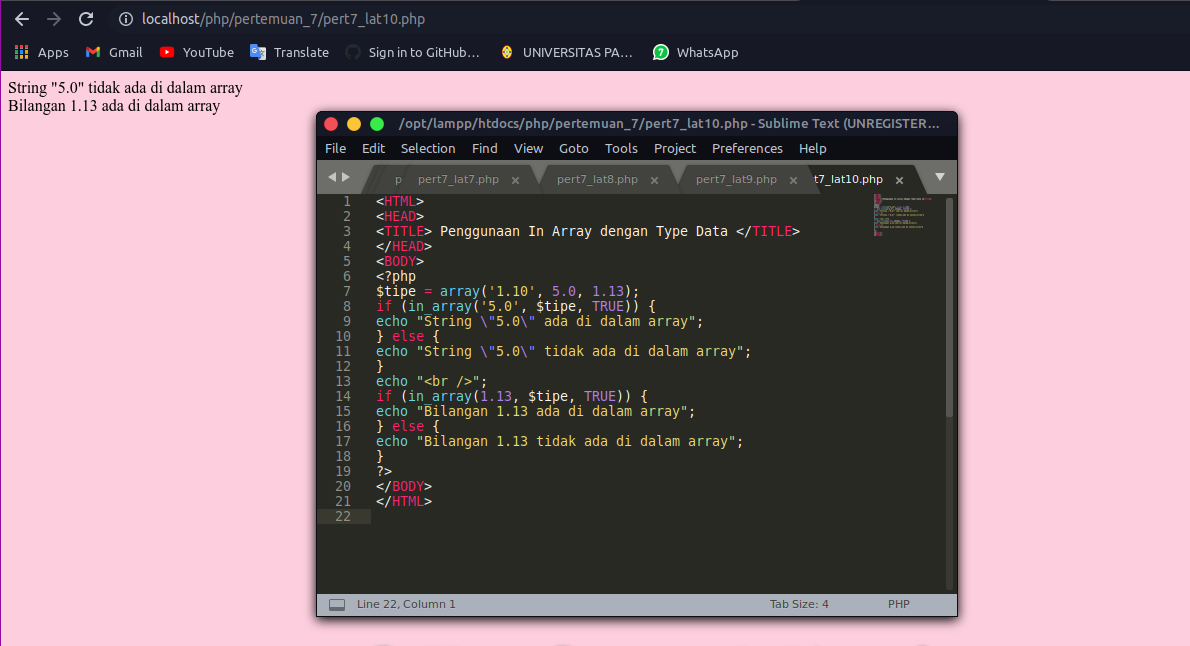 localhost/php/pertemuan_7/pert7_lat10.php
Apps Gmail YouTube Translate Sign in to GitHub... UNIVERSITAS PA... 7 WhatsApp
String "5.0" tidak ada di dalam array
Bilangan 1.13 ada di dalam array
/opt/lampp/htdocs/php/pertemuan_7/pert7_lat10.php - Sublime Text (UNREGISTER...
File Edit Selection Find View Goto Tools Project Preferences Help
p pert7_lat7.php × pert7_lat8.php × pert7_lat9.php × t7_lat10.php ×
1 <HTML>
2 <HEAD>
3 <TITLE> Penggunaan In Array dengan Type Data </TITLE>
4 </HEAD>
5 <BODY>
6 <?php
7 $tipe = array('1.10', 5.0, 1.13);
8 if (in_array('5.0', $tipe, TRUE)) {
9 echo "String \"5.0\" ada di dalam array";
10 } else {
11 echo "String \"5.0\" tidak ada di dalam array";
12 }
13 echo "<br />";
14 if (in_array(1.13, $tipe, TRUE)) {
15 echo "Bilangan 1.13 ada di dalam array";
16 } else {
17 echo "Bilangan 1.13 tidak ada di dalam array";
18 }
19 ?>
20 </BODY>
21 </HTML>
22
Line 22, Column 1 Tab Size: 4 PHP